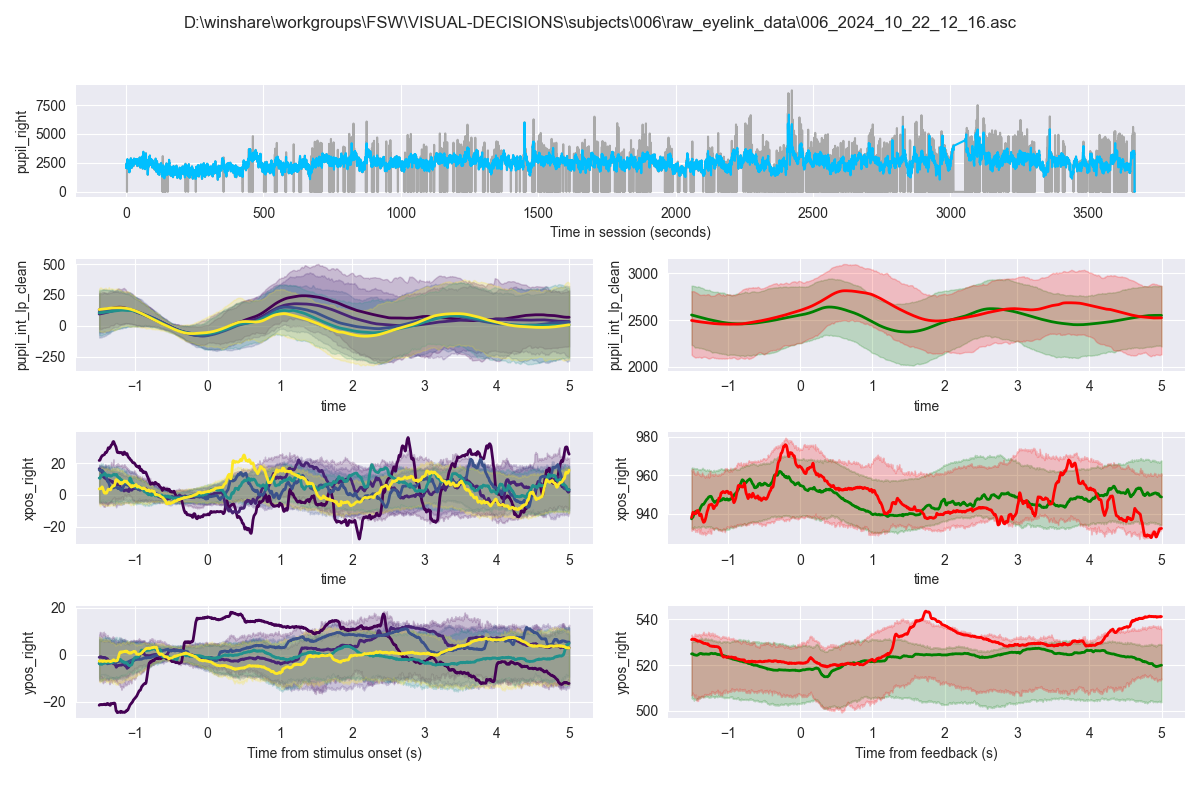 D:\winshare\workgroups\FSW\VISUAL-DECISIONS\subjects\006\raw_eyelink_data\006_2024_10_22_12_16.asc
pupil_right
7500
5000
2500
0
0 500 1000 1500 2000 2500 3000 3500
Time in session (seconds)
pupil_int_lp_clean
500
250
0
−250
−1 0 1 2 3 4 5
time
pupil_int_lp_clean
3000
2500
2000
−1 0 1 2 3 4 5
time
xpos_right
20
0
−20
−1 0 1 2 3 4 5
time
xpos_right
980
960
940
−1 0 1 2 3 4 5
time
ypos_right
20
0
−20
−1 0 1 2 3 4 5
Time from stimulus onset (s)
ypos_right
540
520
500
−1 0 1 2 3 4 5
Time from feedback (s)